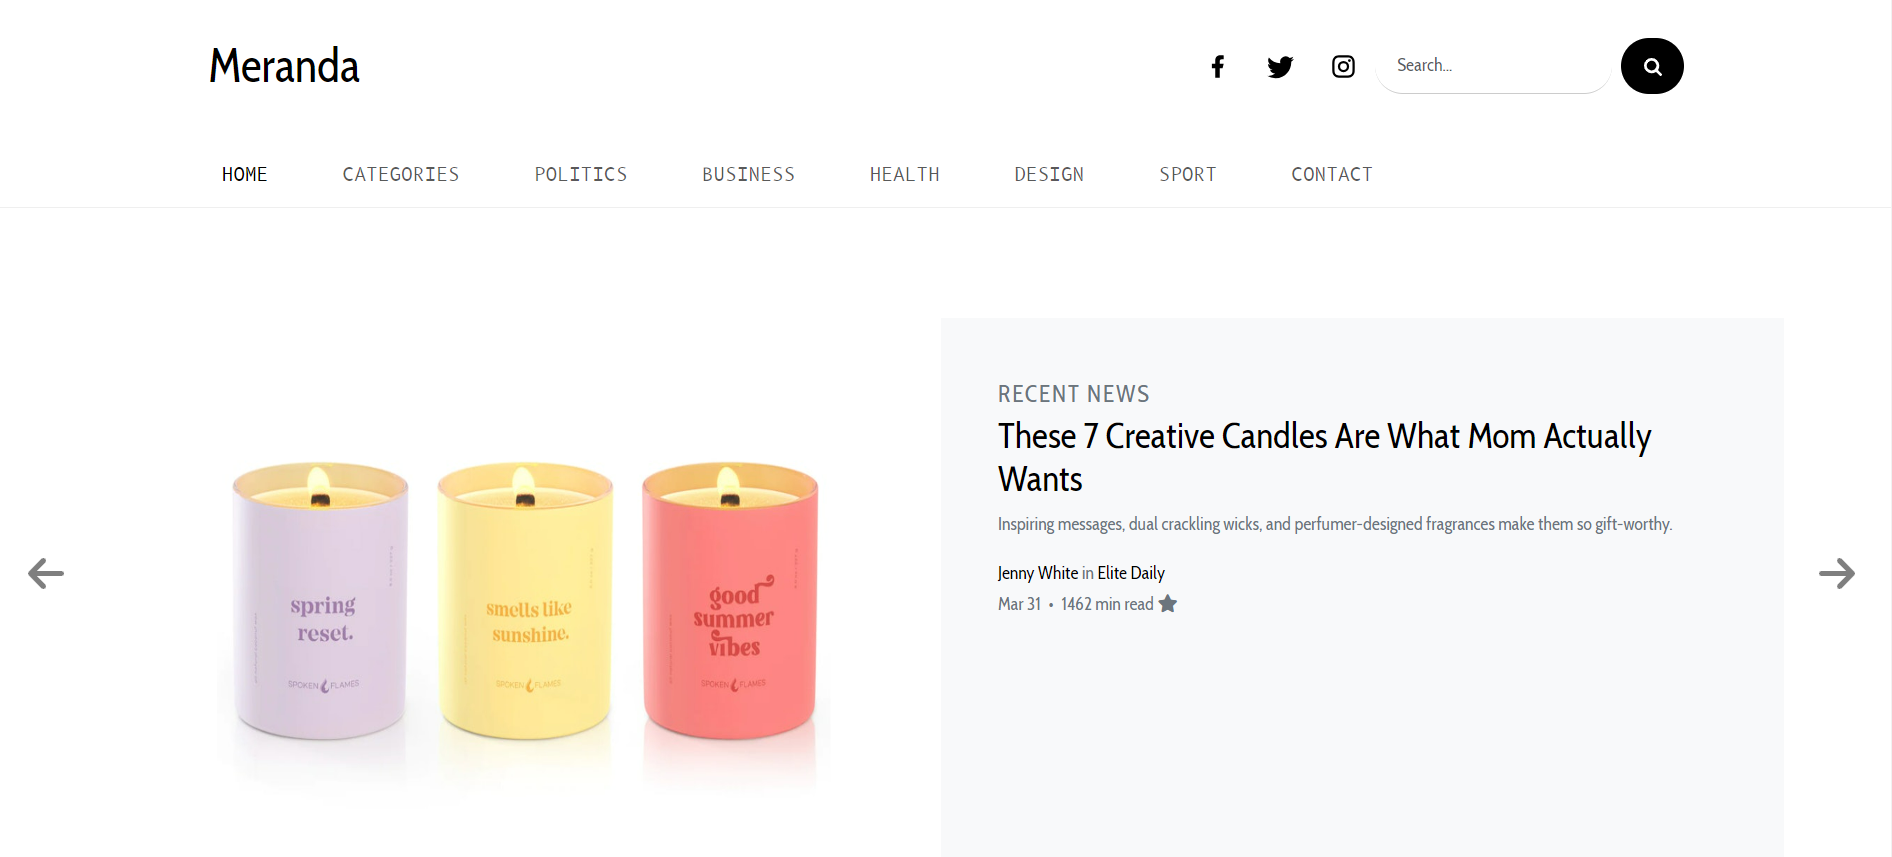 Meranda
Search...
HOME CATEGORIES POLITICS BUSINESS HEALTH DESIGN SPORT CONTACT
RECENT NEWS
These 7 Creative Candles Are What Mom Actually
Wants
Inspiring messages, dual crackling wicks, and perfumer-designed fragrances make them so gift-worthy.
Jenny White in Elite Daily
Mar 31 • 1462 min read
spring
reset.
SPOKEN FLAMES
smells like
sunshine.
SPOKEN FLAMES
good
summer
vibes
SPOKEN FLAMES